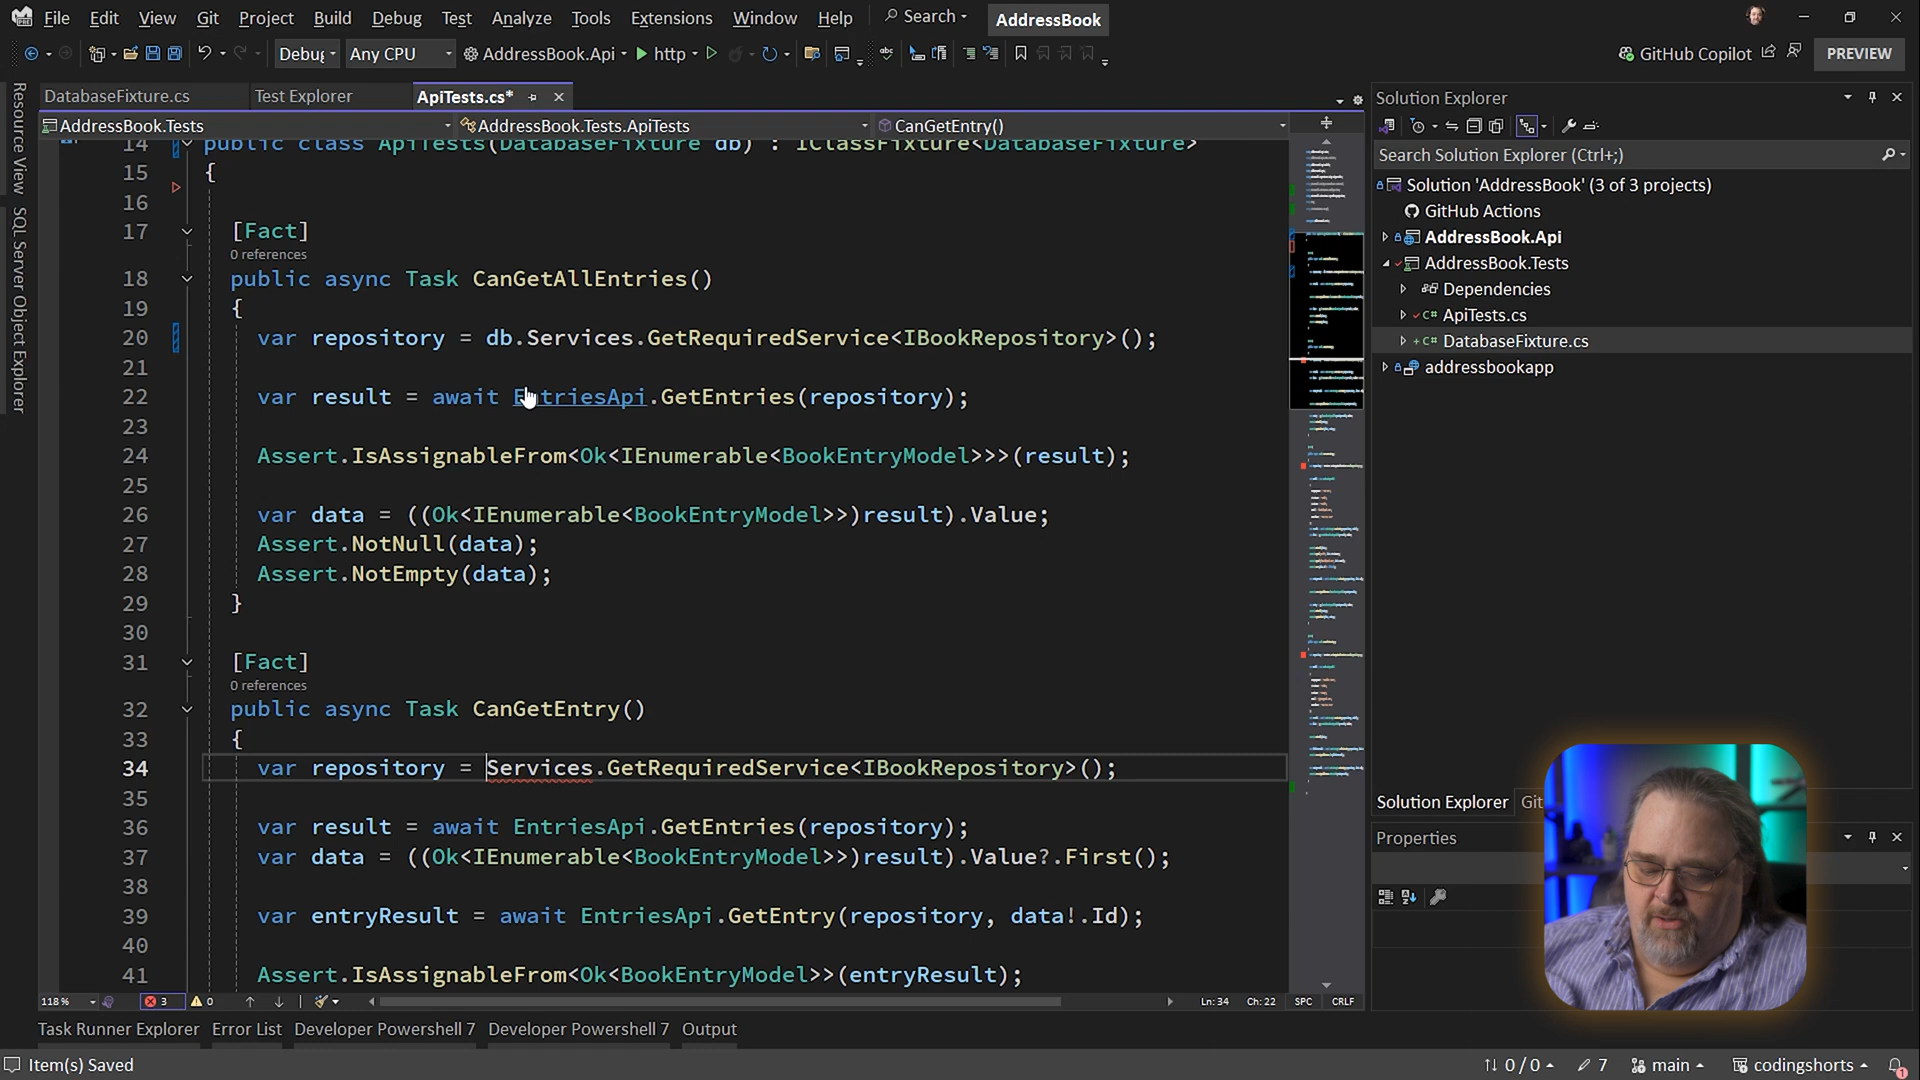 File Edit View Git Project Build Debug Test Analyze Tools Extensions Window Help Search AddressBook
Debug Any CPU AddressBook.Api http GitHub Copilot PREVIEW
DatabaseFixture.cs Test Explorer ApiTests.cs*
AddressBook.Tests AddressBook.Tests.ApiTests CanGetEntry()
Resource View
SQL Server Object Explorer
14 public class ApiTests(DatabaseFixture db) : IClassFixture<DatabaseFixture>
15 {
16
17 [Fact]
0 references
18 public async Task CanGetAllEntries()
19 {
20 var repository = db.Services.GetRequiredService<IBookRepository>();
21
22 var result = await EntriesApi.GetEntries(repository);
23
24 Assert.IsAssignableFrom<Ok<IEnumerable<BookEntryModel>>>(result);
25
26 var data = ((Ok<IEnumerable<BookEntryModel>>)result).Value;
27 Assert.NotNull(data);
28 Assert.NotEmpty(data);
29 }
30
31 [Fact]
0 references
32 public async Task CanGetEntry()
33 {
34 var repository = Services.GetRequiredService<IBookRepository>();
35
36 var result = await EntriesApi.GetEntries(repository);
37 var data = ((Ok<IEnumerable<BookEntryModel>>)result).Value?.First();
38
39 var entryResult = await EntriesApi.GetEntry(repository, data!.Id);
40
41 Assert.IsAssignableFrom<Ok<BookEntryModel>>(entryResult);
118 % 3 0 Ln: 34 Ch: 22 SPC CRLF
Solution Explorer
Search Solution Explorer (Ctrl+;)
Solution 'AddressBook' (3 of 3 projects)
GitHub Actions
AddressBook.Api
AddressBook.Tests
Dependencies
ApiTests.cs
DatabaseFixture.cs
addressbookapp
Solution Explorer Git
Properties
Task Runner Explorer Error List Developer Powershell 7 Developer Powershell 7 Output
Item(s) Saved 0 / 0 7 main codingshorts 1